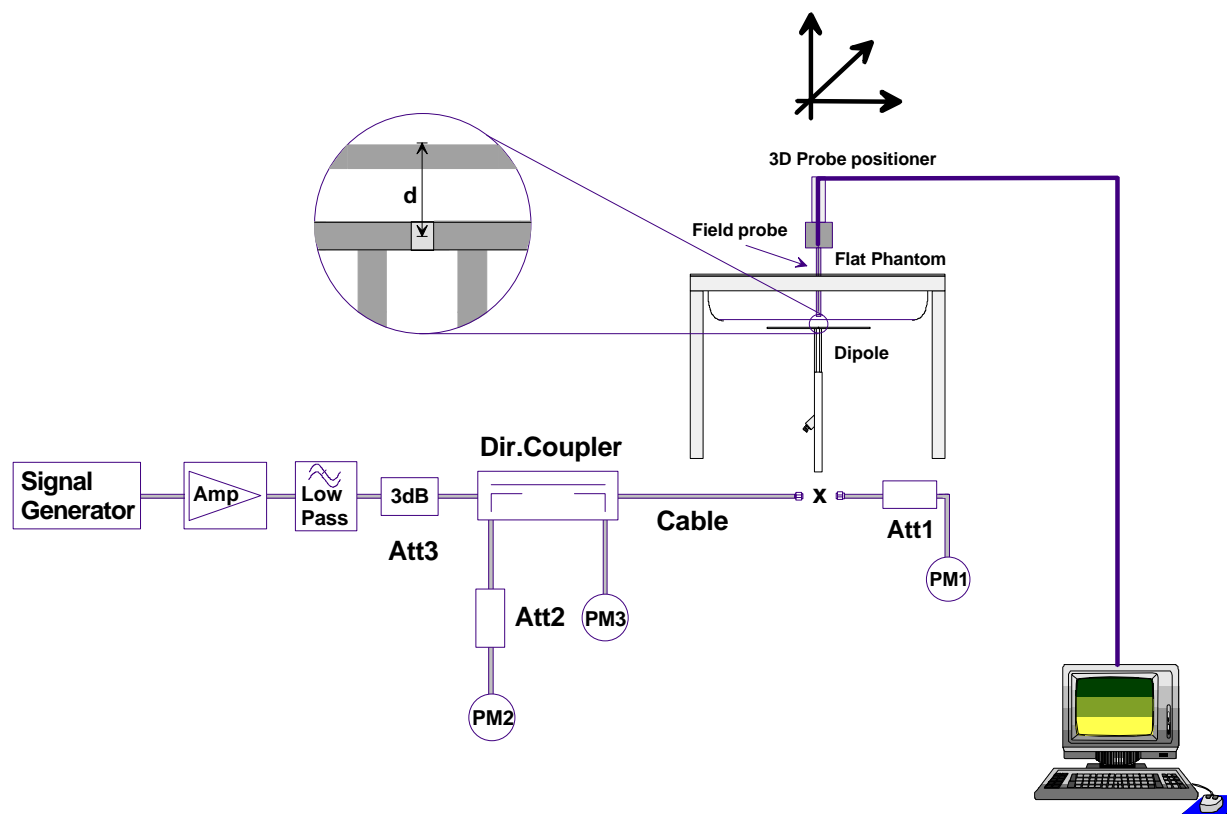 3D Probe positioner
d
Field probe
Flat Phantom
Dipole
Dir.Coupler
Signal
Generator
Amp
Low
Pass
3dB
Att3
Cable
x
Att1
PM1
Att2
PM3
PM2